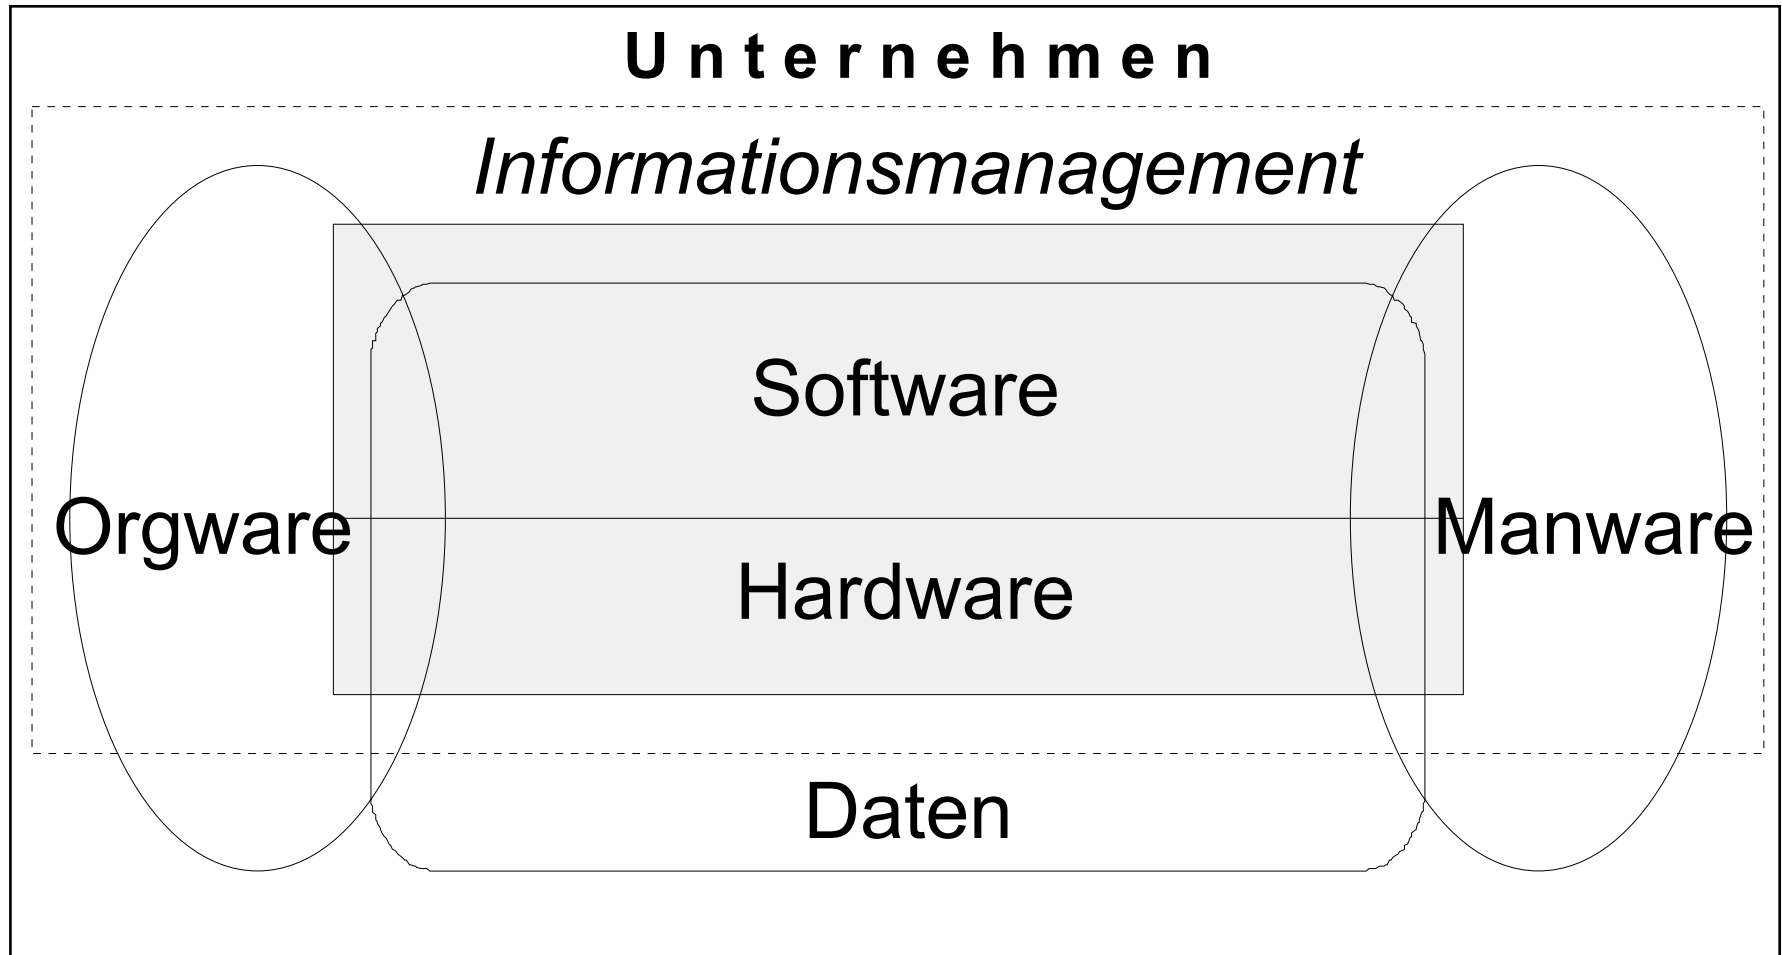 Unternehmen
Informationsmanagement
Software
Orgware
Manware
Hardware
Daten